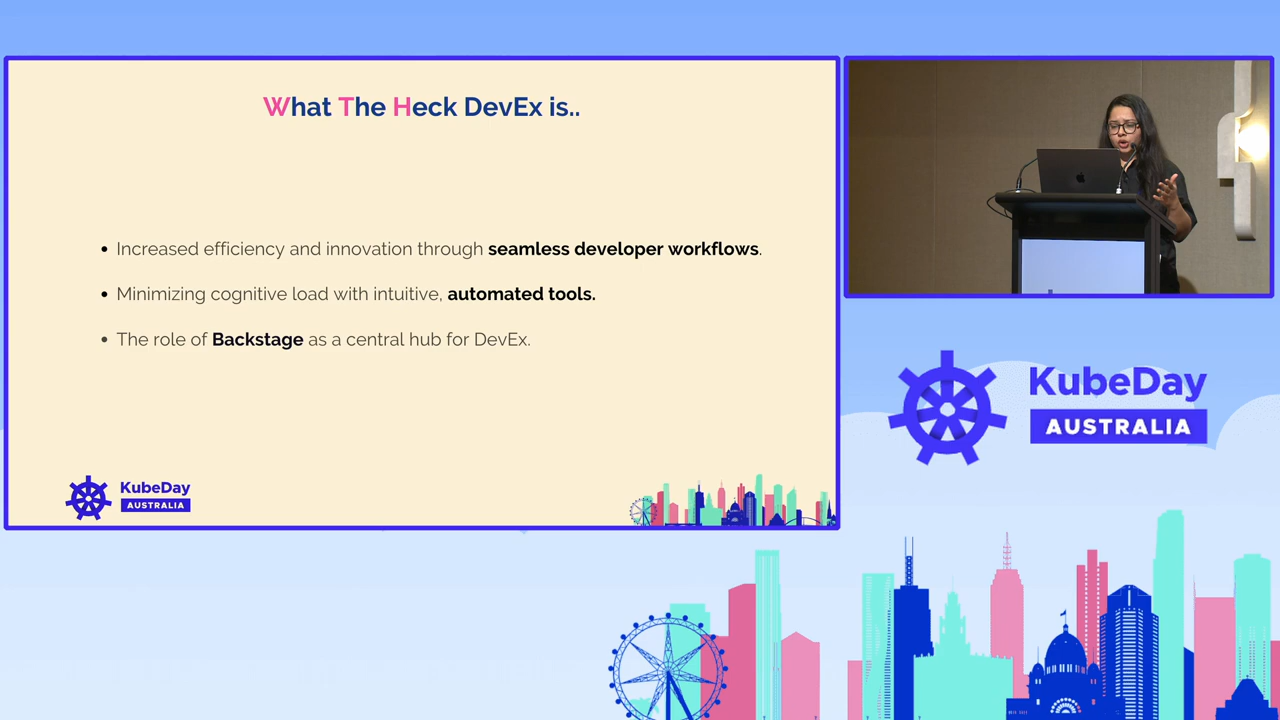 What The Heck DevEx is..
Increased efficiency and innovation through seamless developer workflows.
Minimizing cognitive load with intuitive, automated tools.
The role of Backstage as a central hub for DevEx.
KubeDay
AUSTRALIA
KubeDay
AUSTRALIA